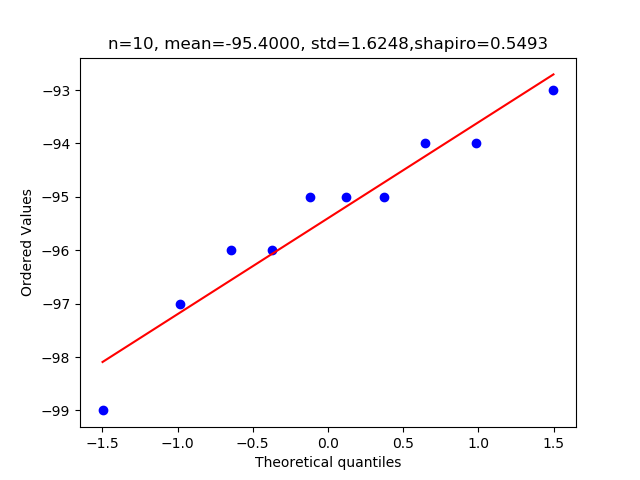 n=10, mean=-95.4000, std=1.6248,shapiro=0.5493
Ordered Values
−93
−94
−95
−96
−97
−98
−99
−1.5 −1.0 −0.5 0.0 0.5 1.0 1.5
Theoretical quantiles